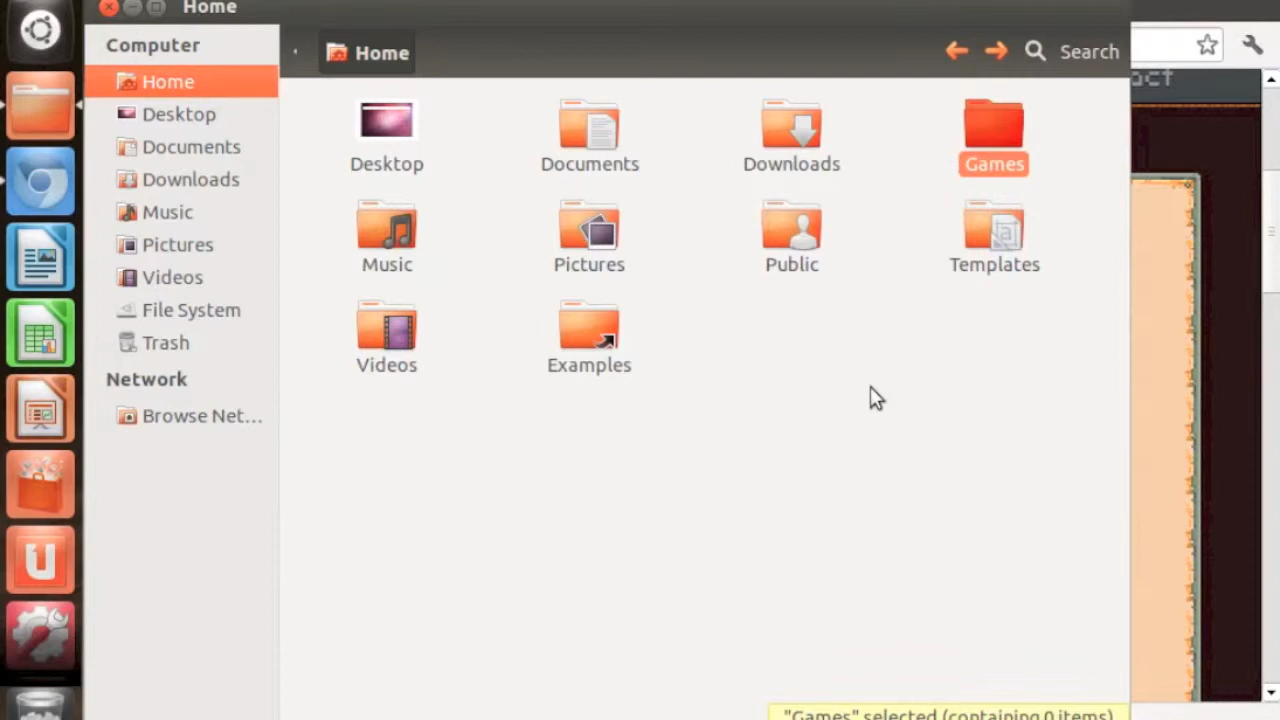 Home
Computer
Home
Desktop
Documents
Downloads
Music
Pictures
Videos
File System
Trash
Network
Browse Net...
Home
Search
Desktop
Documents
Downloads
Games
Music
Pictures
Public
Templates
Videos
Examples
"Games" selected (containing 0 items)
act
U